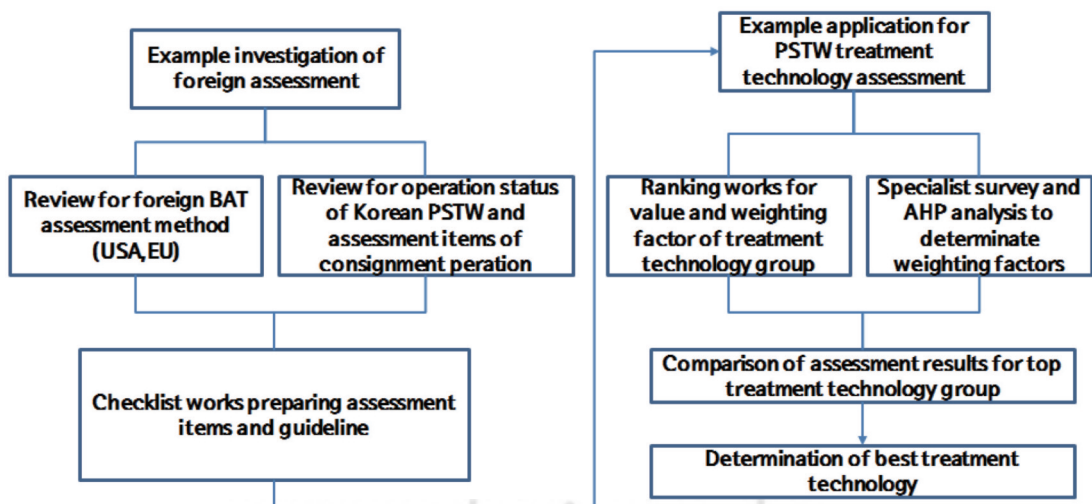 Example investigation of
foreign assessment
Review for foreign BAT
assessment method
(USA,EU)
Review for operation status
of Korean PSTW and
assessment items of
consignment peration
Checklist works preparing assessment
items and guideline
Example application for
PSTW treatment
technology assessment
Ranking works for
value and weighting
factor of treatment
technology group
Specialist survey and
AHP analysis to
determinate
weighting factors
Comparison of assessment results for top
treatment technology group
Determination of best treatment
technology